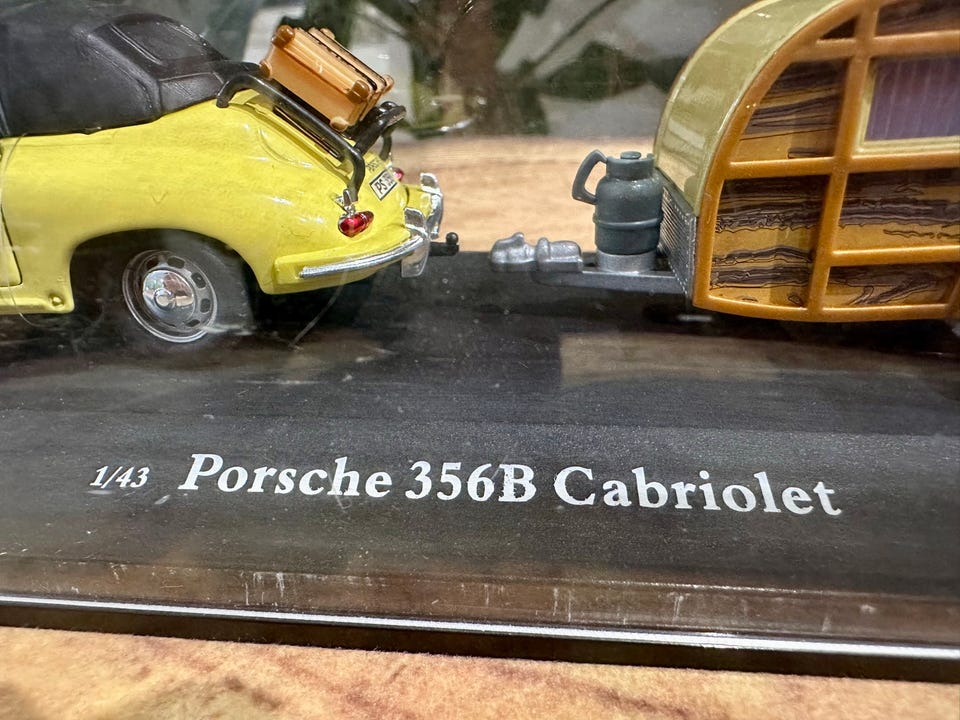 1/43 Porsche 356B Cabriolet